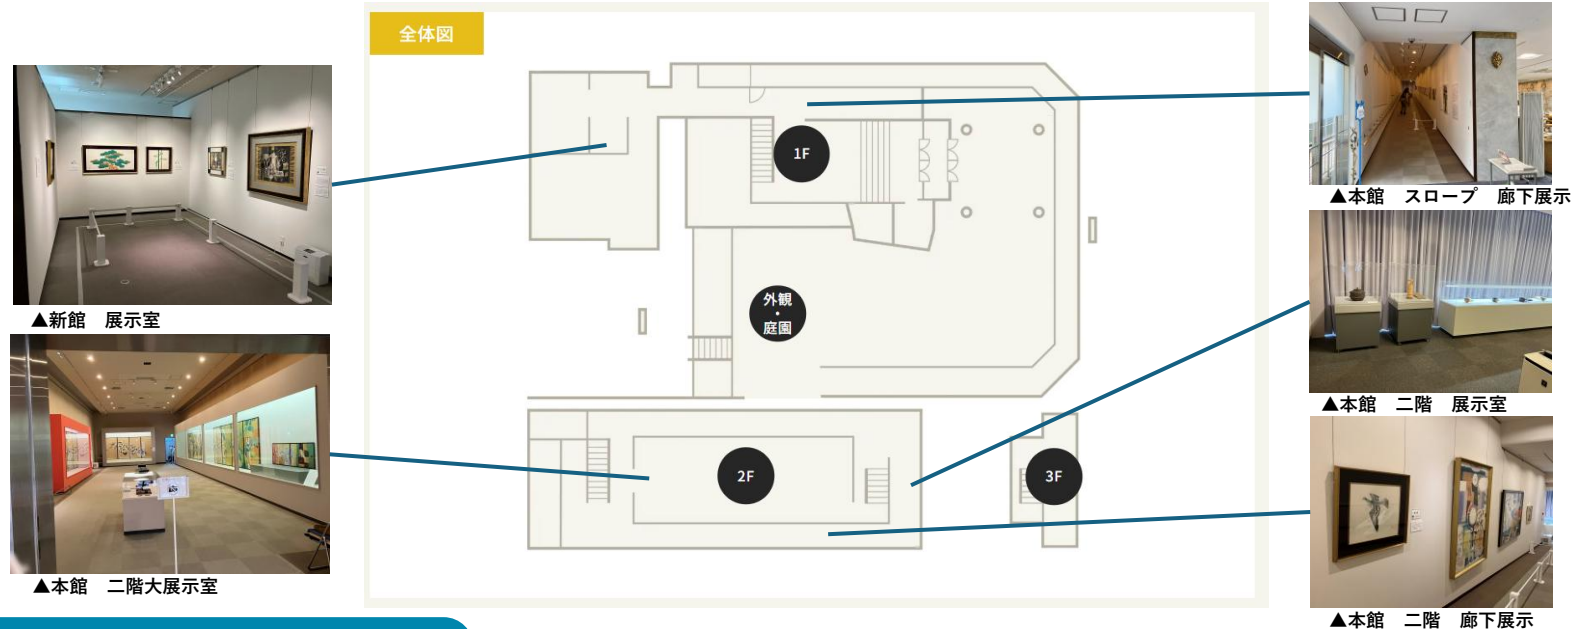 全体図
1F
外観
・
庭園
2F
3F
▲新館　展示室
▲本館　二階大展示室
▲本館　スロープ　廊下展示
▲本館　二階　展示室
▲本館　二階　廊下展示